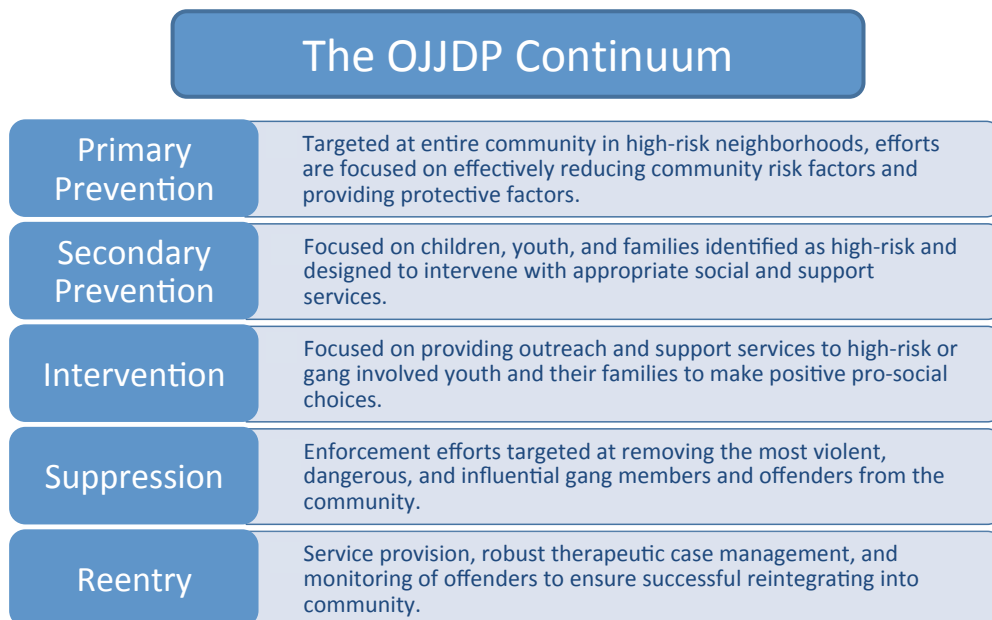 The OJJDP Continuum
Primary
Prevention
Targeted at entire community in high-risk neighborhoods, efforts
are focused on effectively reducing community risk factors and
providing protective factors.
Secondary
Prevention
Focused on children, youth, and families identified as high-risk and
designed to intervene with appropriate social and support
services.
Intervention
Focused on providing outreach and support services to high-risk or
gang involved youth and their families to make positive pro-social
choices.
Suppression
Enforcement efforts targeted at removing the most violent,
dangerous, and influential gang members and offenders from the
community.
Reentry
Service provision, robust therapeutic case management, and
monitoring of offenders to ensure successful reintegrating into
community.